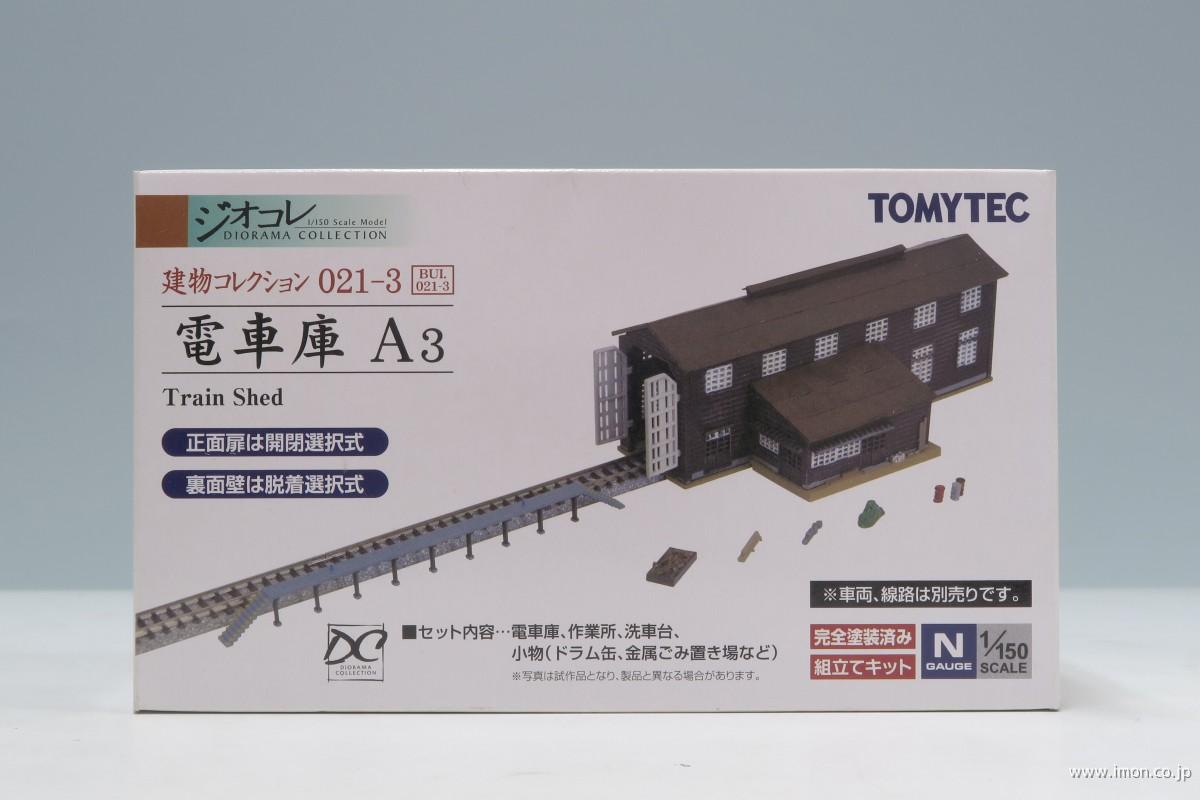 ジオコレ
1/150 Scale Model
DIORAMA COLLECTION
TOMYTEC
建物コレクション 021-3
BUI.
021-3
電車庫 A3
Train Shed
正面扉は開閉選択式
裏面壁は脱着選択式
※車両、線路は別売りです。
DC
DIORAMA
COLLECTION
■セット内容…電車庫、作業所、洗車台、
小物(ドラム缶、金属ごみ置き場など)
※写真は試作品となり、製品と異なる場合があります。
完全塗装済み
組立てキット
N
GAUGE
1/150
SCALE
www.imon.co.jp